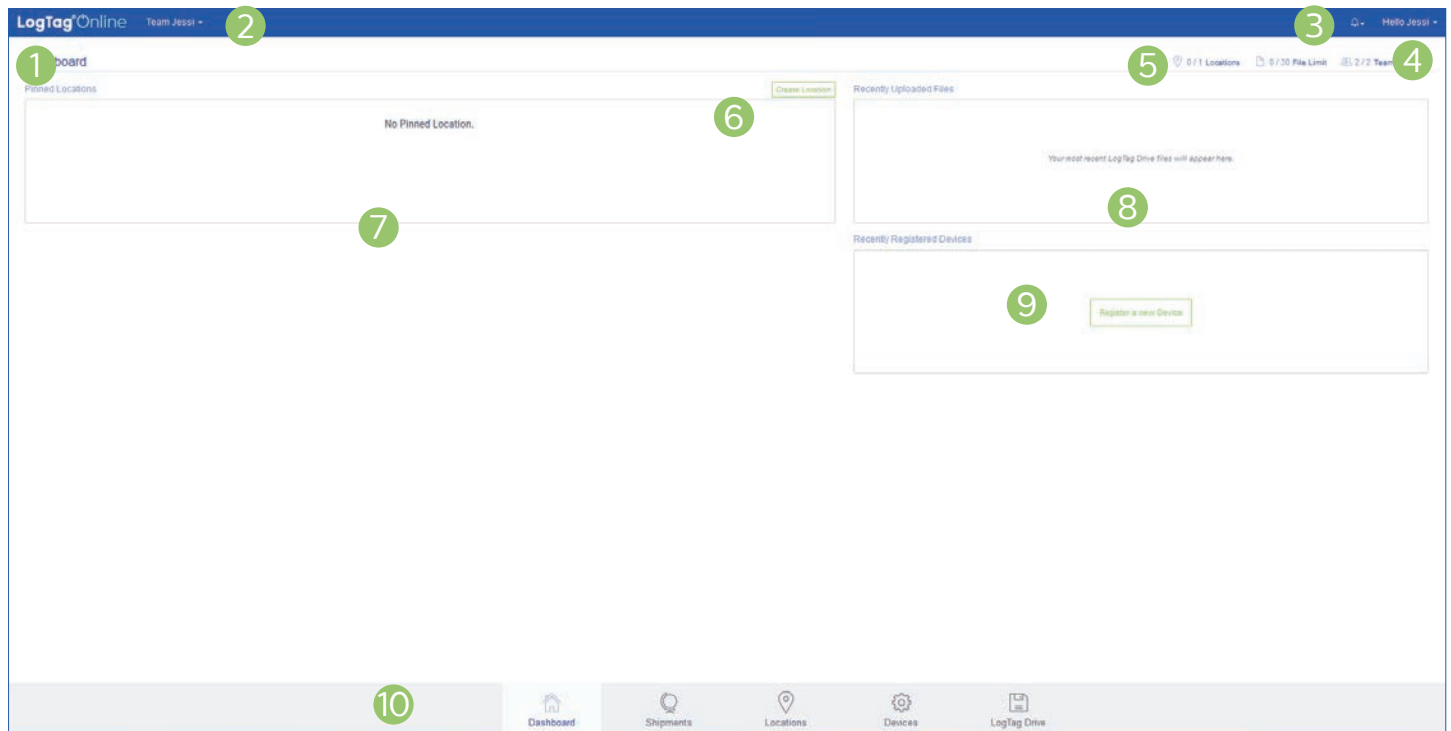 LogTag®Online Team Jessi 2 3 Hello Jessi
1 board 5 0 / 1 Locations 0 / 30 File Limit 2 / 2 Team 4
Pinned Locations Create Location Recently Uploaded Files
6
No Pinned Location.
Your most recent LogTag Drive files will appear here.
7 8
Recently Registered Devices
9 Register a new Device
10 Dashboard Shipments Locations Devices LogTag Drive